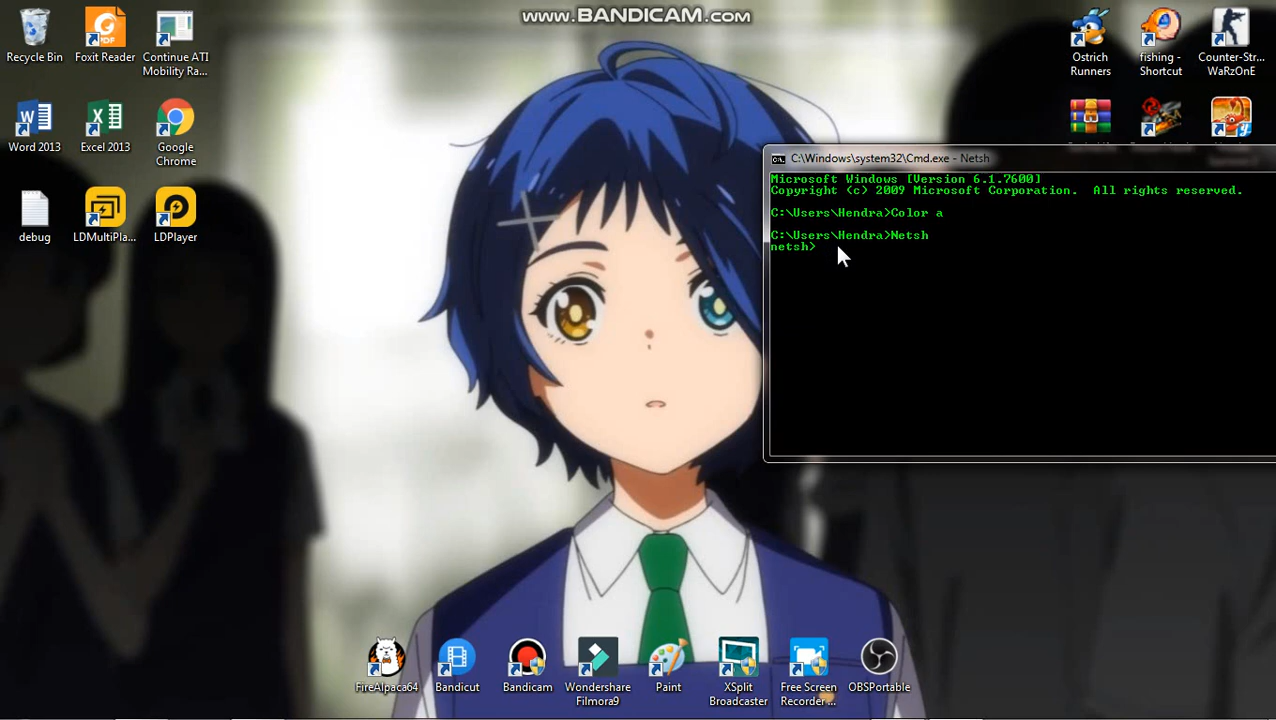 www.BANDICAM.com
Recycle Bin
Foxit Reader
Continue ATI
Mobility Ra...
Word 2013
Excel 2013
Google
Chrome
debug
LDMultiPla...
LDPlayer
Ostrich
Runners
fishing -
Shortcut
Counter-Str...
WaRzOnE
C:\Windows\system32\Cmd.exe - Netsh
Microsoft Windows [Version 6.1.7600]
Copyright (c) 2009 Microsoft Corporation.  All rights reserved.
C:\Users\Hendra>Color a
C:\Users\Hendra>Netsh
netsh>
FireAlpaca64
Bandicut
Bandicam
Wondershare
Filmora9
Paint
XSplit
Broadcaster
Free Screen
Recorder ...
OBSPortable